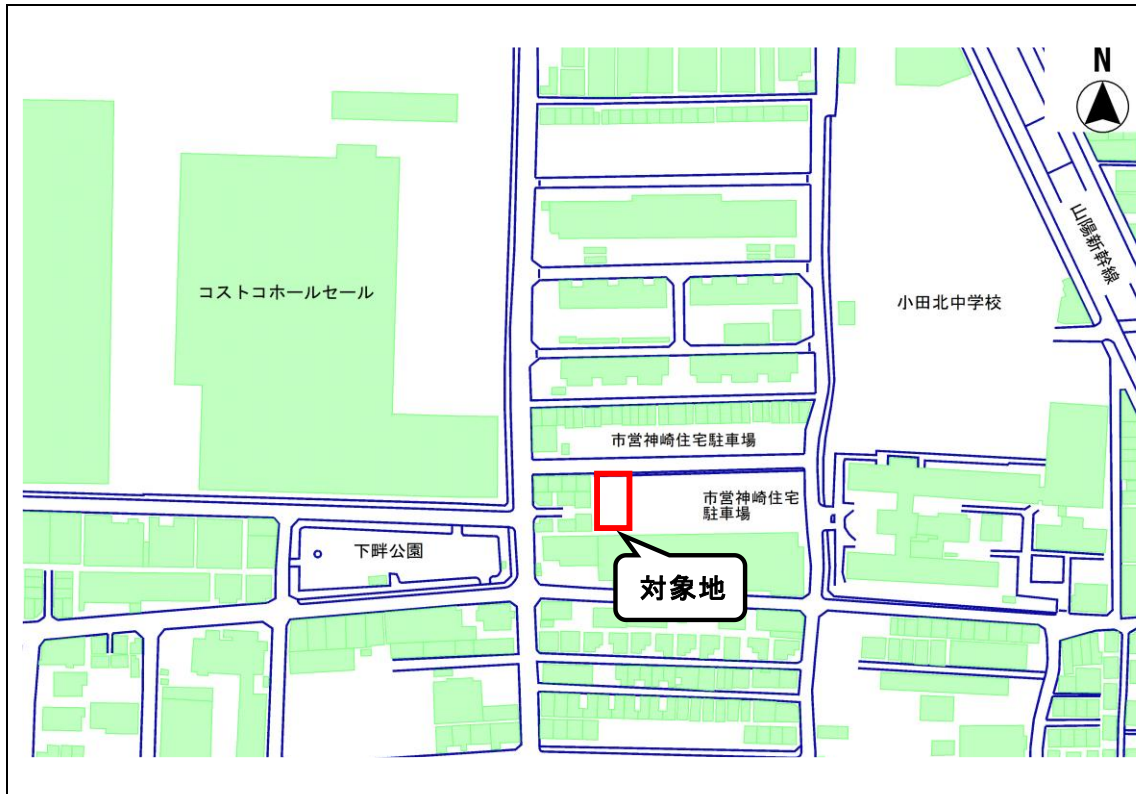 N
山陽新幹線
コストコホールセール
小田北中学校
市営神崎住宅駐車場
市営神崎住宅
駐車場
下畔公園
対象地